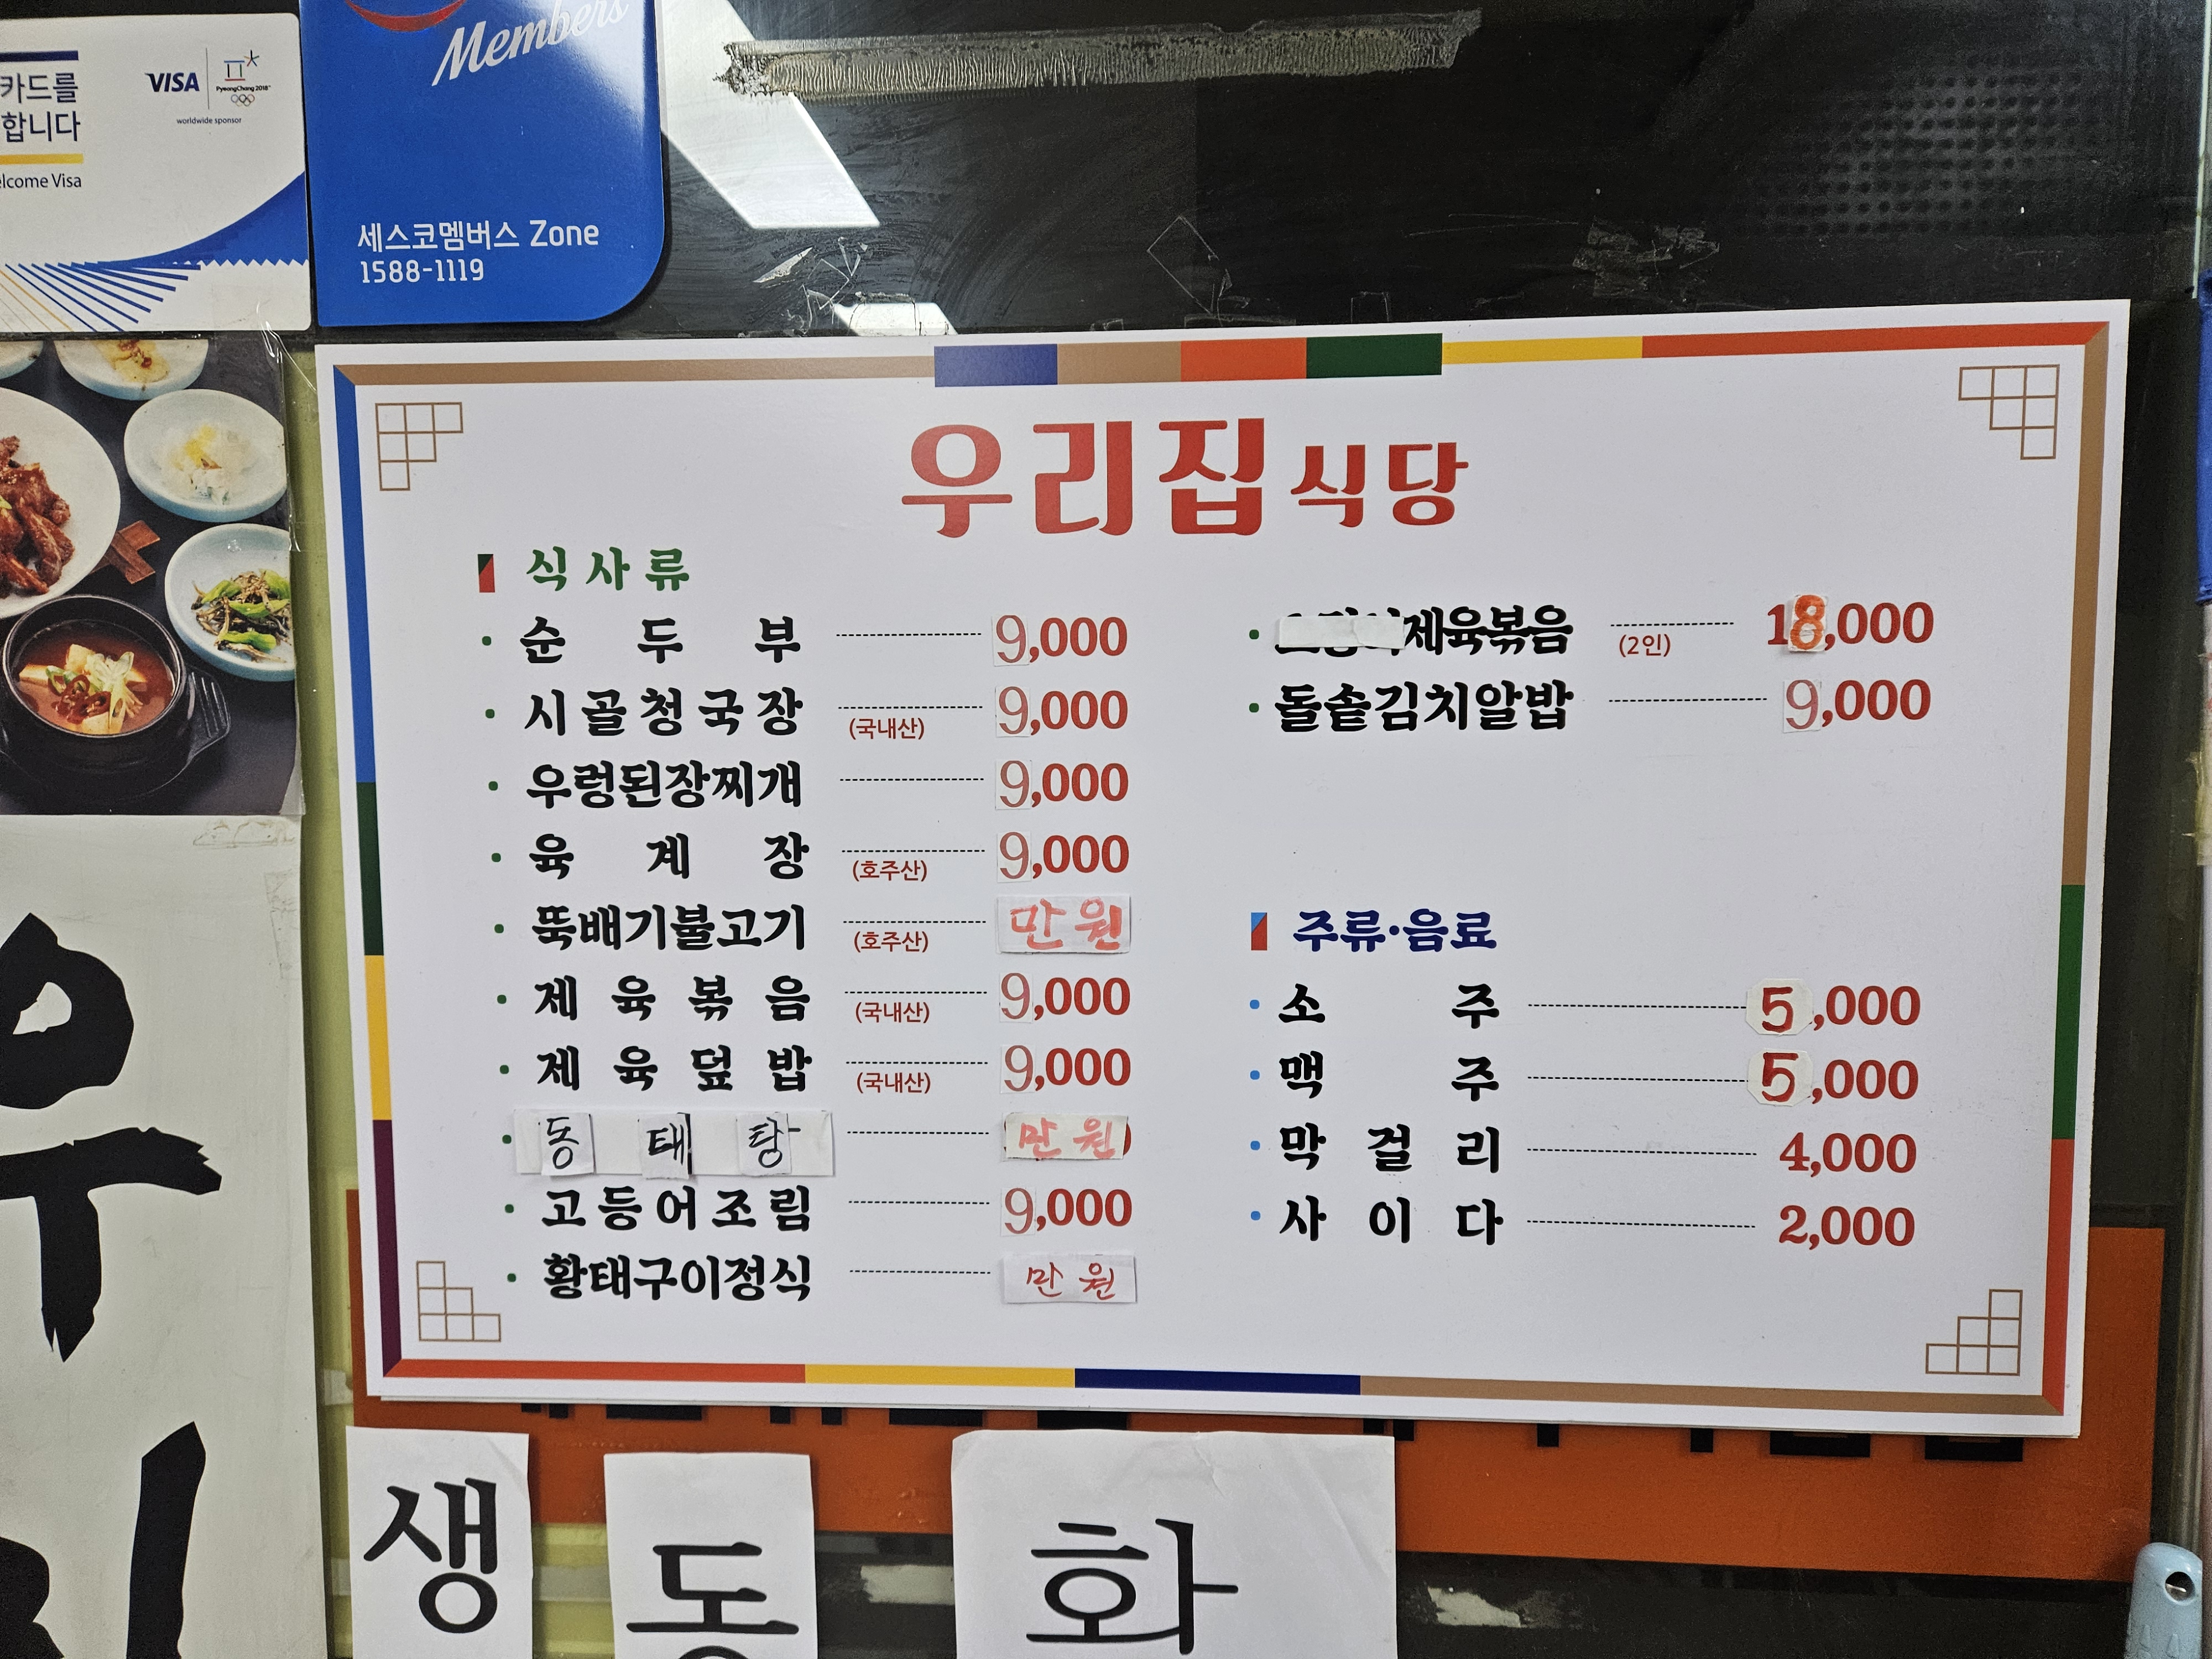 카드를
합니다
elcome Visa
VISA
PyeongChang 2018
worldwide sponsor
Members
세스코멤버스 Zone
1588-1119
우리집 식당
식사류
순두부 9,000
시골청국장 (국내산) 9,000
우렁된장찌개 9,000
육계장 (호주산) 9,000
뚝배기불고기 (호주산) 만원
제육볶음 (국내산) 9,000
제육덮밥 (국내산) 9,000
동태탕 만원
고등어조림 9,000
황태구이정식 만원
제육볶음 (2인) 18,000
돌솥김치알밥 9,000
주류·음료
소주 5,000
맥주 5,000
막걸리 4,000
사이다 2,000
우리
생
동
화